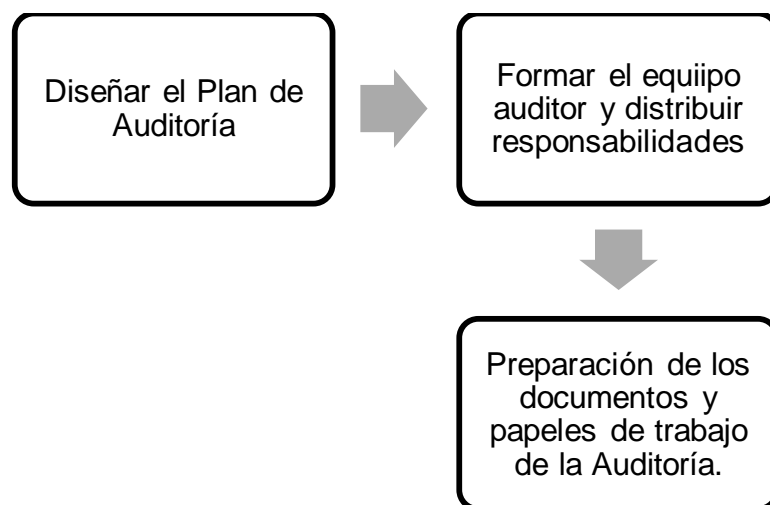 Diseñar el Plan de
Auditoría
Formar el equiipo
auditor y distribuir
responsabilidades
Preparación de los
documentos y
papeles de trabajo
de la Auditoría.